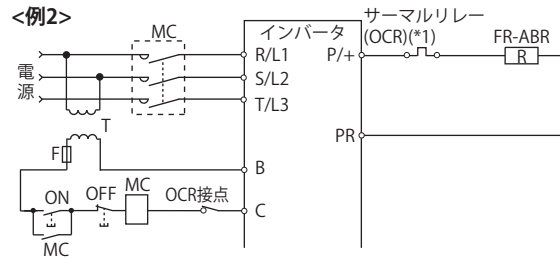 <例2>
MC
インバータ
サーマルリレー
(OCR)(*1)
FR-ABR
電源
R/L1
P/+
R
S/L2
T/L3
T
PR
F
B
ON
OFF
MC
OCR接点
C
MC